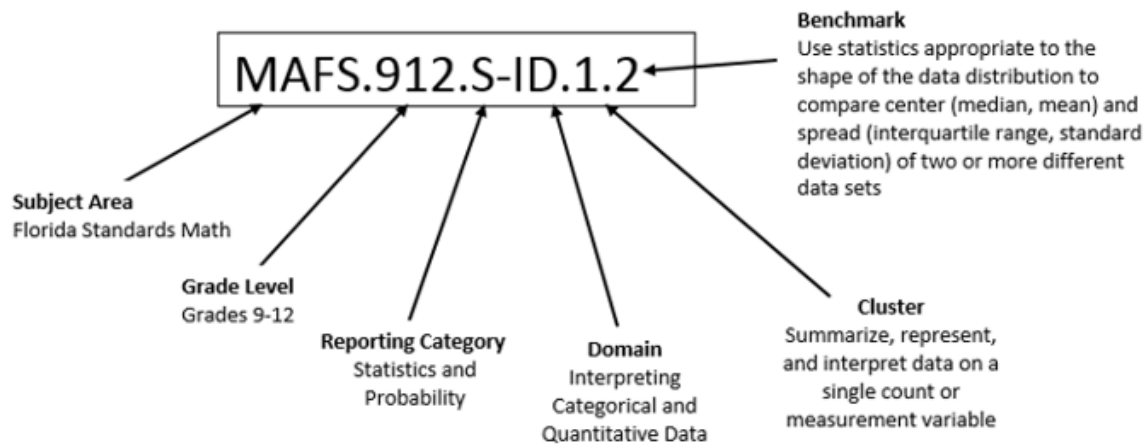 MAFS.912.S-ID.1.2
Benchmark
Use statistics appropriate to the
shape of the data distribution to
compare center (median, mean) and
spread (interquartile range, standard
deviation) of two or more different
data sets
Subject Area
Florida Standards Math
Grade Level
Grades 9-12
Reporting Category
Statistics and
Probability
Domain
Interpreting
Categorical and
Quantitative Data
Cluster
Summarize, represent,
and interpret data on a
single count or
measurement variable